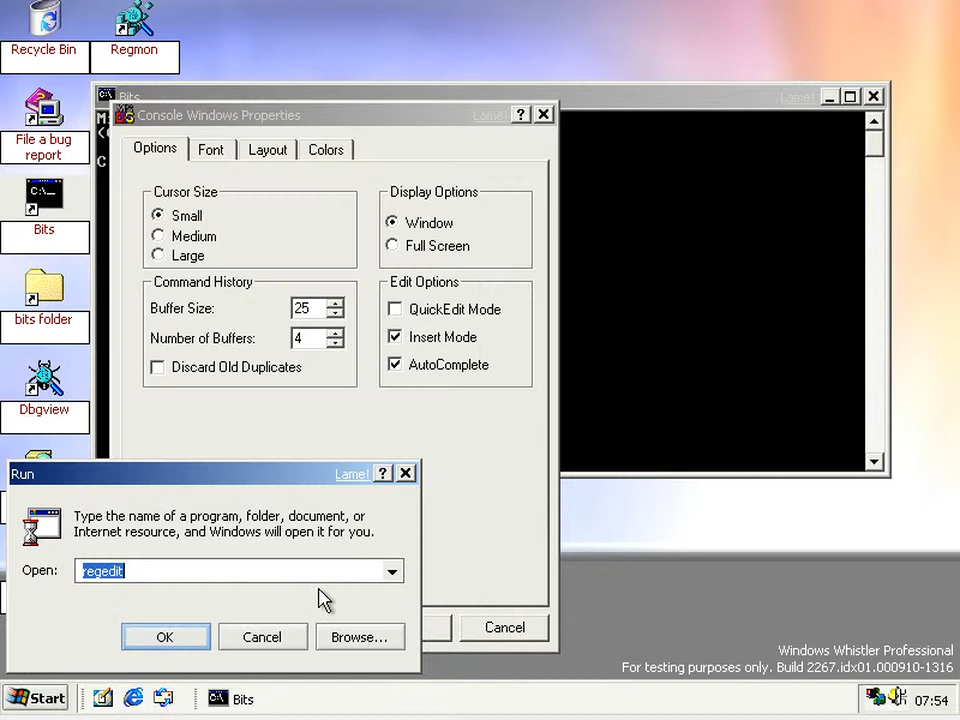 Recycle Bin
Regmon
File a bug
report
Bits
bits folder
Dbgview
Bits
Lame!
Console Windows Properties
Lame!
Options
Font
Layout
Colors
Cursor Size
Small
Medium
Large
Display Options
Window
Full Screen
Command History
Buffer Size:
25
Number of Buffers:
4
Discard Old Duplicates
Edit Options
QuickEdit Mode
Insert Mode
AutoComplete
Cancel
Run
Lame!
Type the name of a program, folder, document, or
Internet resource, and Windows will open it for you.
Open:
regedit
OK
Cancel
Browse...
Windows Whistler Professional
For testing purposes only. Build 2267.idx01.000910-1316
Start
Bits
07:54